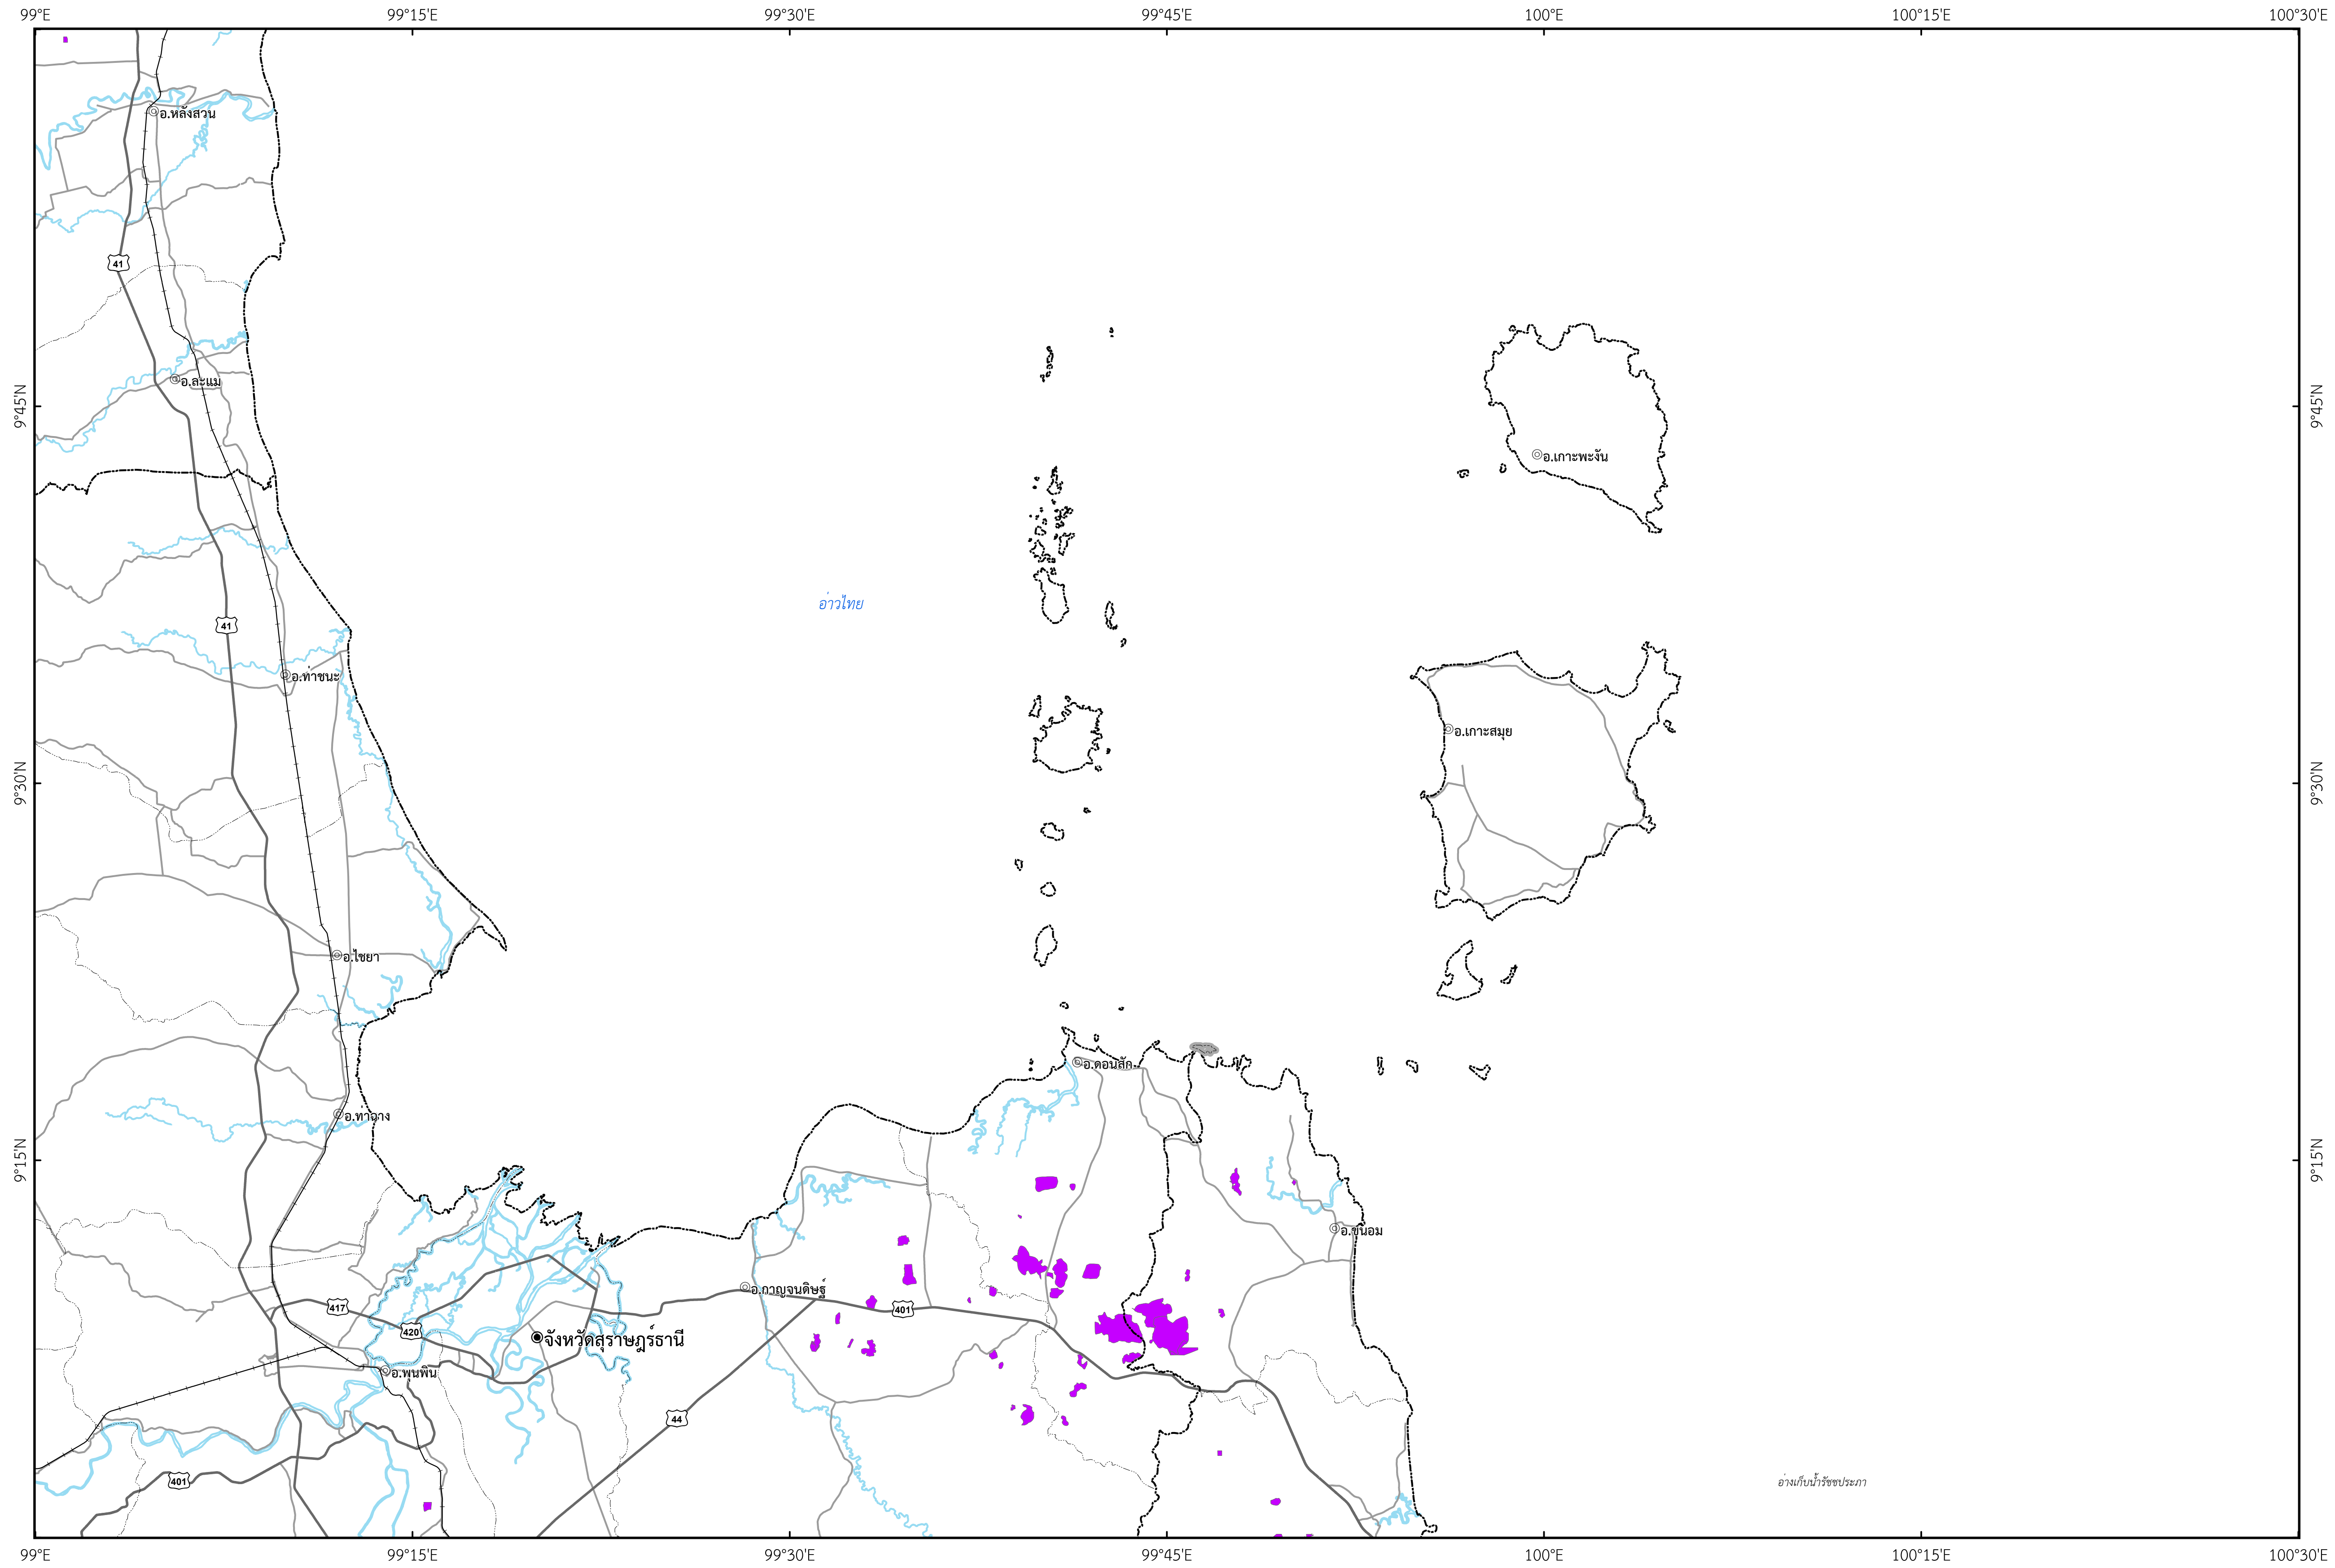 99°E 99°15'E 99°30'E 99°45'E 100°E 100°15'E 100°30'E
อ.หลังสวน
41
อ.ละแม
9°45'N 9°45'N
อ.เกาะพะงัน
อ่าวไทย
41
อ.ท่าชนะ
อ.เกาะสมุย
9°30'N 9°30'N
อ.ไชยา
อ.ดอนสัก
อ.ท่าฉาง
9°15'N 9°15'N
อ.ขนอม
อ.กาญจนดิษฐ์
417 401
420
จังหวัดสุราษฎร์ธานี
อ.พุนพิน
44
401
อ่างเก็บน้ำรัชชประภา
99°E 99°15'E 99°30'E 99°45'E 100°E 100°15'E 100°30'E